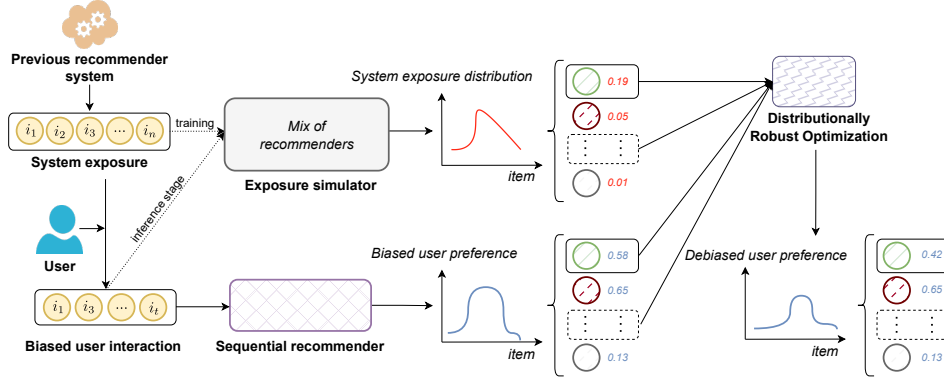 Previous recommender
system
i1 i2 i3 ... in
System exposure
training
inference stage
User
i1 i3 ... it
Biased user interaction
Mix of
recommenders
Exposure simulator
Sequential recommender
System exposure distribution
item
0.19
0.05
0.01
Biased user preference
item
0.58
0.65
0.13
Distributionally
Robust Optimization
Debiased user preference
item
0.42
0.65
0.13